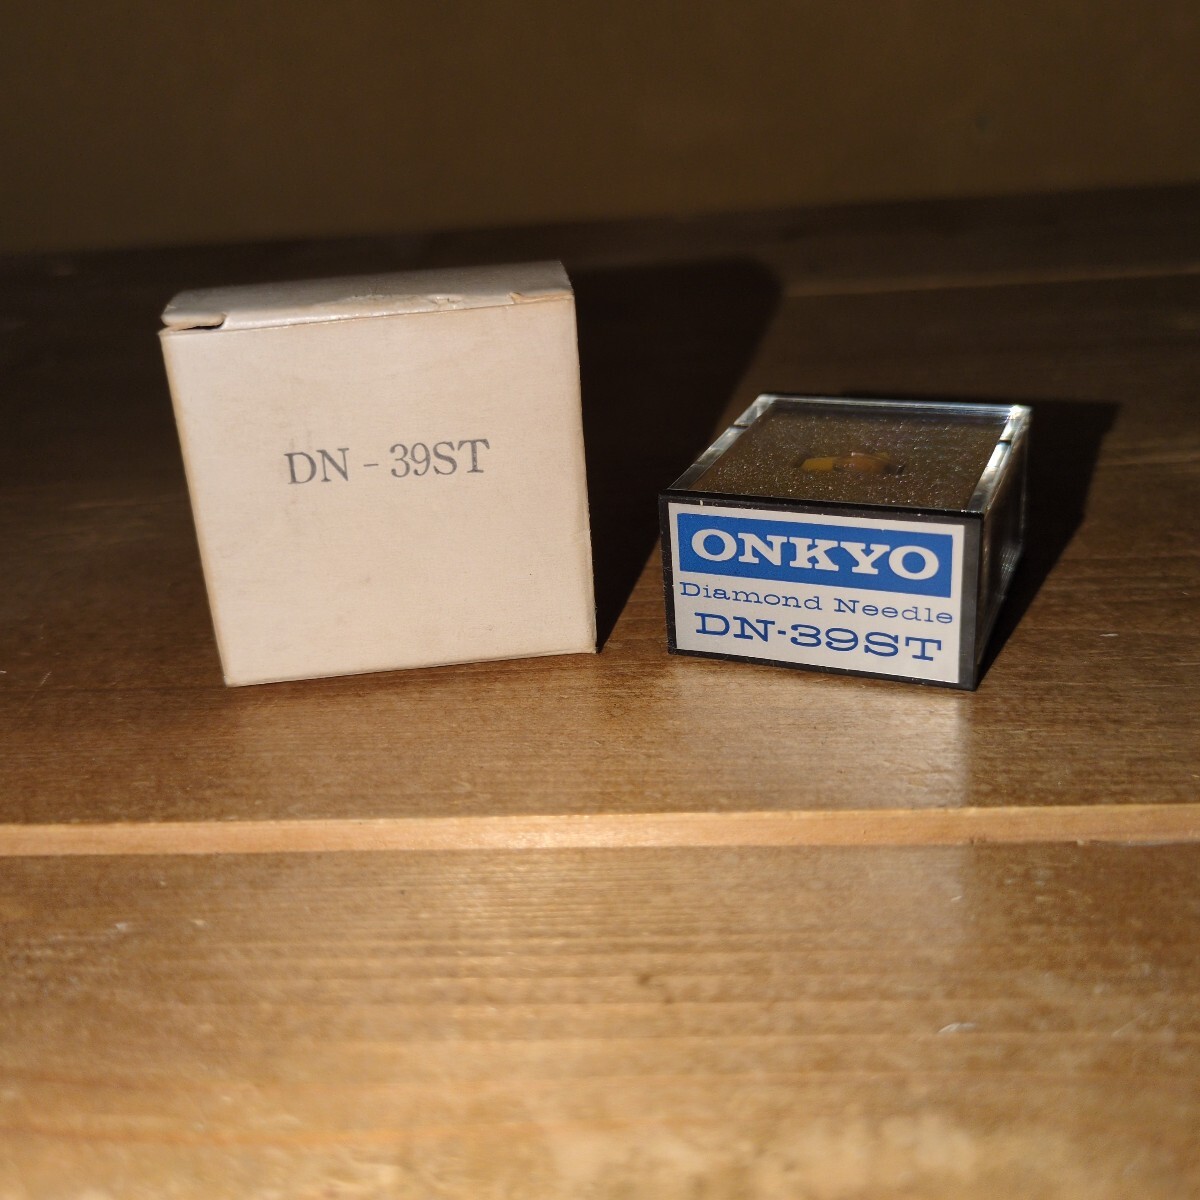 DN - 39ST
ONKYO
Diamond Needle
DN-39ST